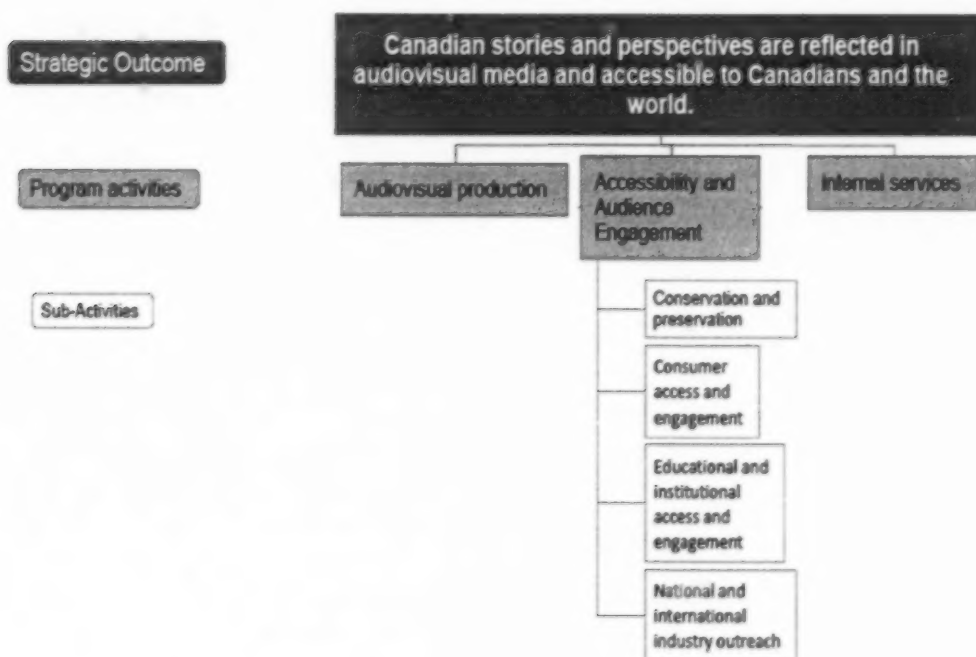 Strategic Outcome
Canadian stories and perspectives are reflected in
audiovisual media and accessible to Canadians and the
world.
Program activities
Audiovisual production
Accessibility and
Audience
Engagement
Internal services
Sub-Activities
Conservation and
preservation
Consumer
access and
engagement
Educational and
institutional
access and
engagement
National and
international
industry outreach